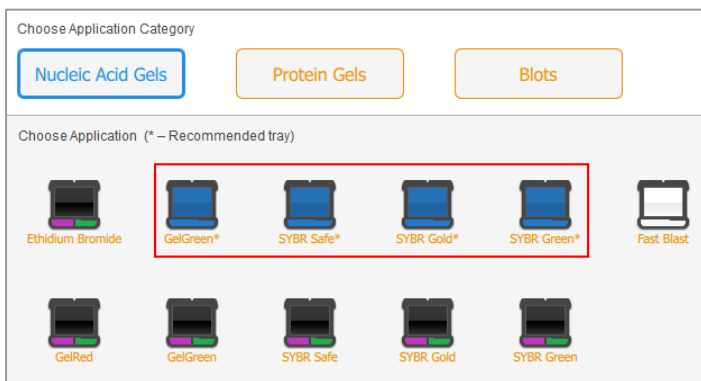 Choose Application Category
Nucleic Acid Gels Protein Gels Blots
Choose Application (* – Recommended tray)
Ethidium Bromide GelGreen* SYBR Safe* SYBR Gold* SYBR Green* Fast Blast
GelRed GelGreen SYBR Safe SYBR Gold SYBR Green